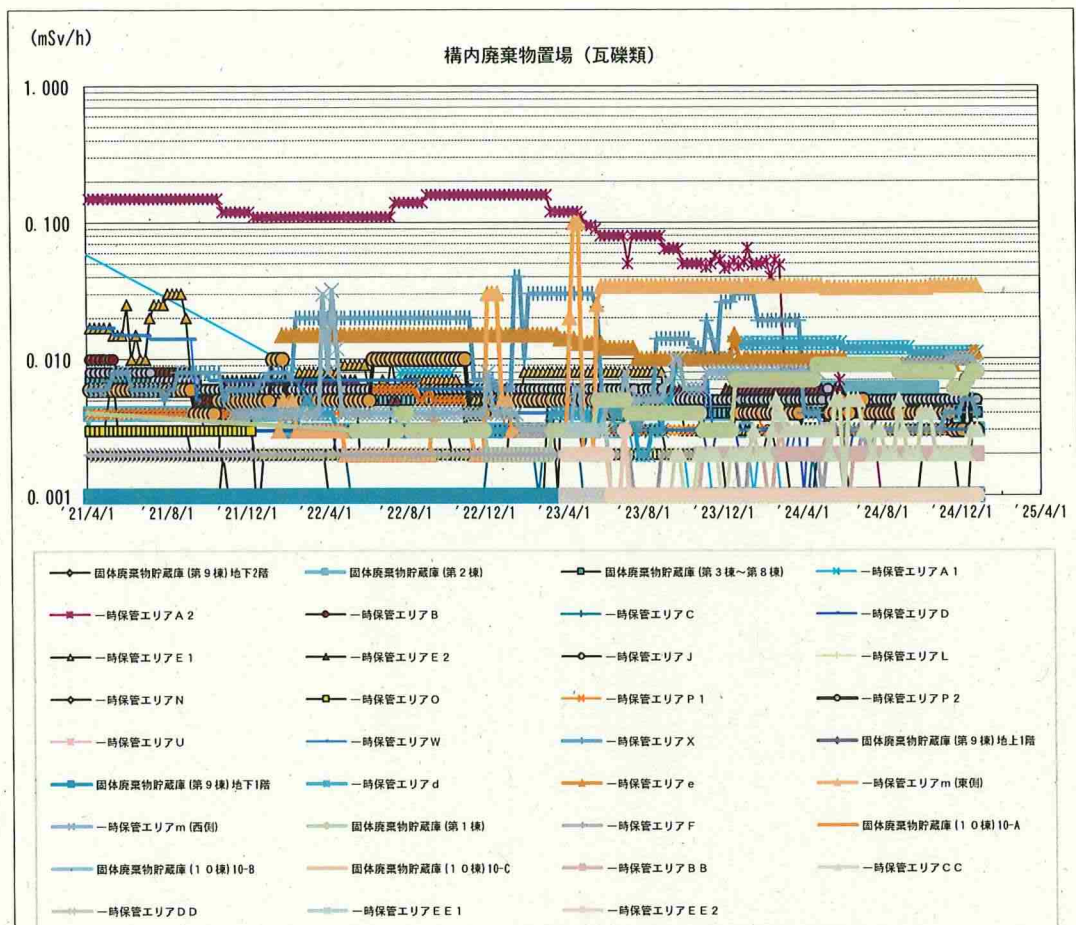 (mSv/h)
構内廃棄物置場（瓦礫類）
1.000
0.100
0.010
0.001
'21/4/1 '21/8/1 '21/12/1 '22/4/1 '22/8/1 '22/12/1 '23/4/1 '23/8/1 '23/12/1 '24/4/1 '24/8/1 '24/12/1 '25/4/1
固体廃棄物貯蔵庫(第9棟)地下2階 固体廃棄物貯蔵庫(第2棟) 固体廃棄物貯蔵庫(第3棟～第8棟) 一時保管エリアA1
一時保管エリアA2 一時保管エリアB 一時保管エリアC 一時保管エリアD
一時保管エリアE1 一時保管エリアE2 一時保管エリアJ 一時保管エリアL
一時保管エリアN 一時保管エリアO 一時保管エリアP1 一時保管エリアP2
一時保管エリアU 一時保管エリアW 一時保管エリアX 固体廃棄物貯蔵庫(第9棟)地上1階
固体廃棄物貯蔵庫(第9棟)地下1階 一時保管エリアd 一時保管エリアe 一時保管エリアm(東側)
一時保管エリアm(西側) 固体廃棄物貯蔵庫(第1棟) 一時保管エリアF 固体廃棄物貯蔵庫(10棟)10-A
固体廃棄物貯蔵庫(10棟)10-B 固体廃棄物貯蔵庫(10棟)10-C 一時保管エリアBB 一時保管エリアCC
一時保管エリアDD 一時保管エリアEE1 一時保管エリアEE2